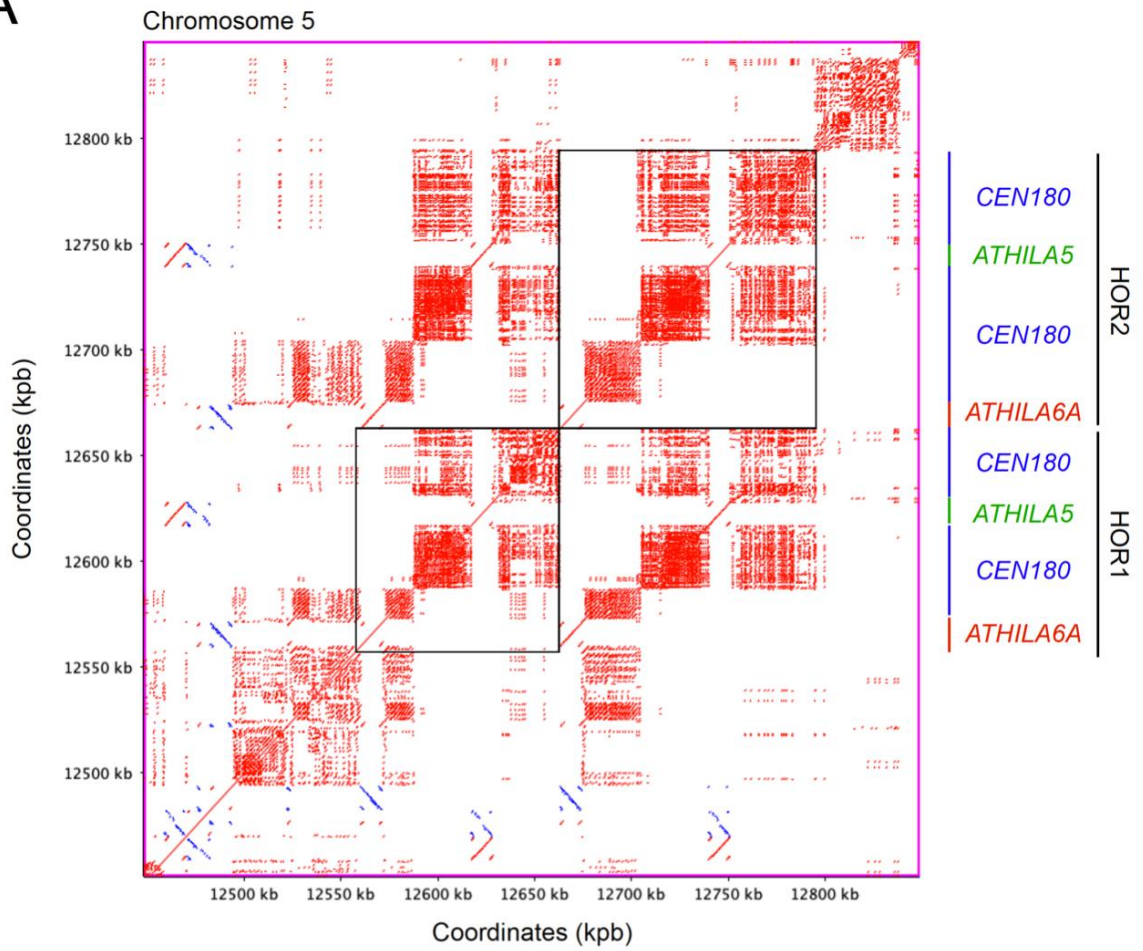 A
Chromosome 5
Coordinates (kpb)
12800 kb
12750 kb
12700 kb
12650 kb
12600 kb
12550 kb
12500 kb
12500 kb 12550 kb 12600 kb 12650 kb 12700 kb 12750 kb 12800 kb
Coordinates (kpb)
CEN180
ATHILA5
CEN180
ATHILA6A
HOR2
CEN180
ATHILA5
CEN180
ATHILA6A
HOR1